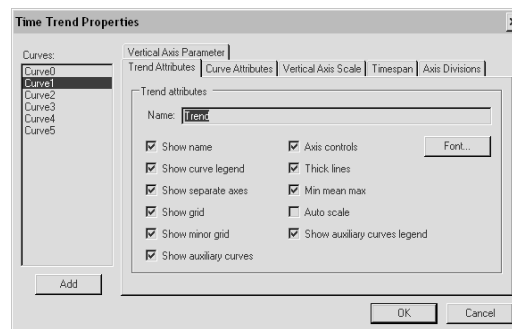 Time Trend Properties
Curves:
Curve0
Curve1
Curve2
Curve3
Curve4
Curve5
Add
Vertical Axis Parameter
Trend Attributes Curve Attributes Vertical Axis Scale Timespan Axis Divisions
Trend attributes
Name: Trend
Show name
Show curve legend
Show separate axes
Show grid
Show minor grid
Show auxiliary curves
Axis controls
Thick lines
Min mean max
Auto scale
Show auxiliary curves legend
Font...
OK Cancel